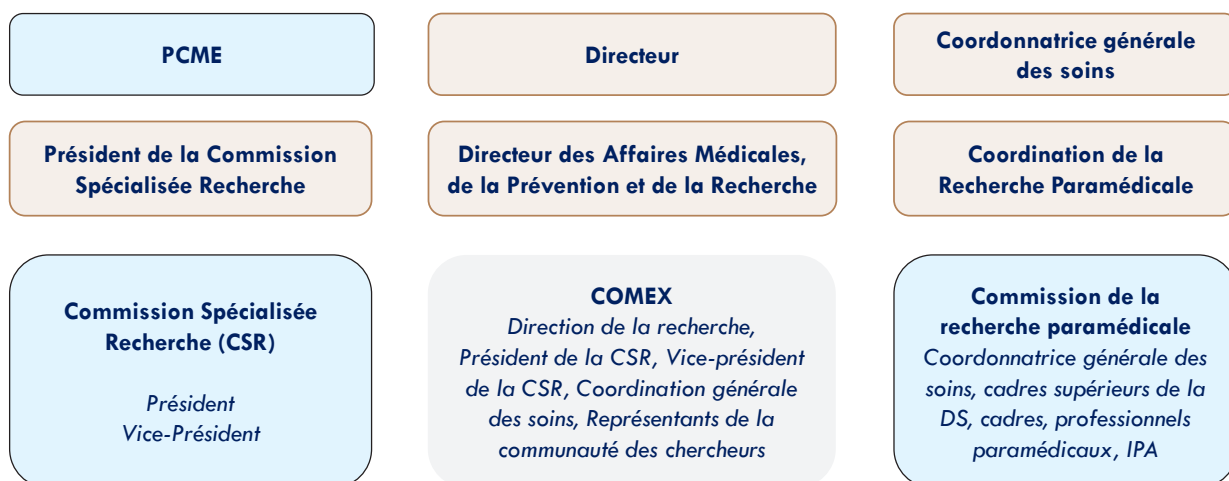 PCME
Directeur
Coordonnatrice générale
des soins
Président de la Commission
Spécialisée Recherche
Directeur des Affaires Médicales,
de la Prévention et de la Recherche
Coordination de la
Recherche Paramédicale
Commission Spécialisée
Recherche (CSR)
Président
Vice-Président
COMEX
Direction de la recherche,
Président de la CSR, Vice-président
de la CSR, Coordination générale
des soins, Représentants de la
communauté des chercheurs
Commission de la
recherche paramédicale
Coordonnatrice générale des
soins, cadres supérieurs de la
DS, cadres, professionnels
paramédicaux, IPA